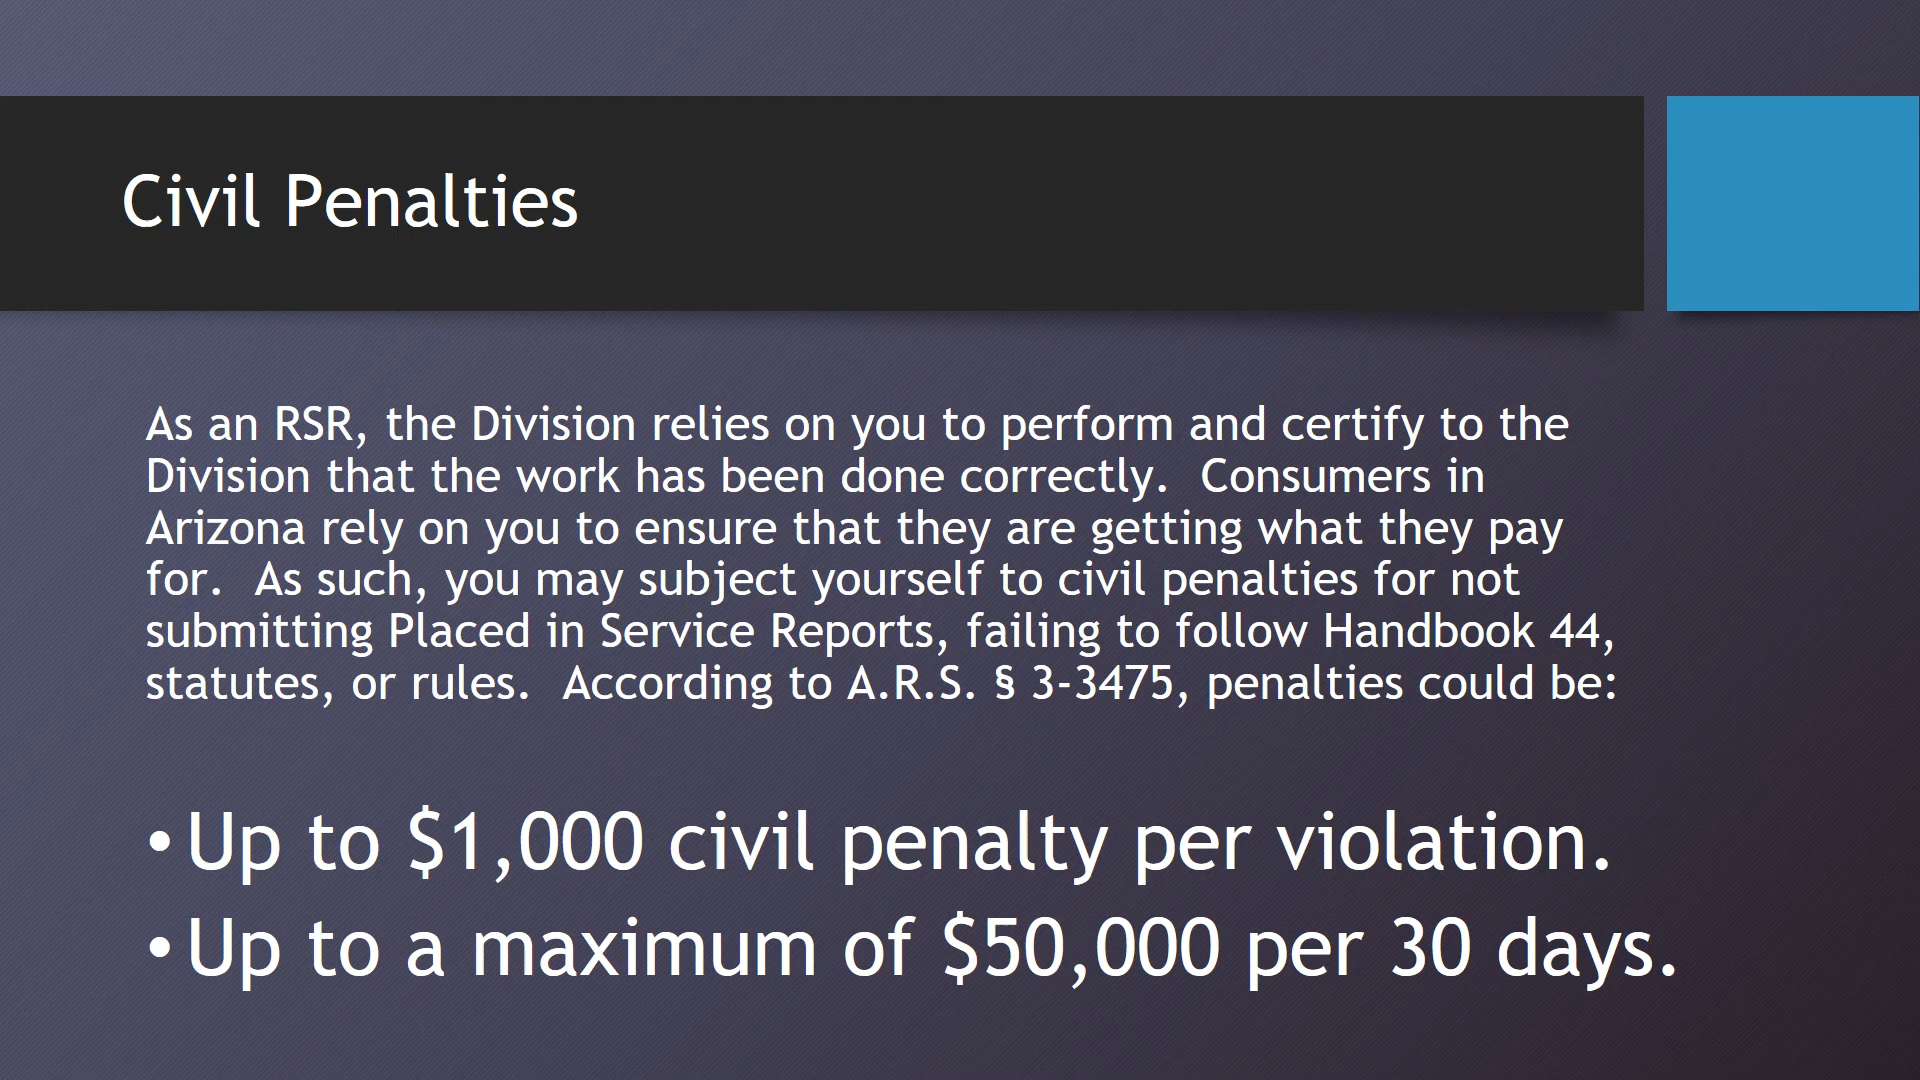 Civil Penalties
As an RSR, the Division relies on you to perform and certify to the
Division that the work has been done correctly.  Consumers in
Arizona rely on you to ensure that they are getting what they pay
for.  As such, you may subject yourself to civil penalties for not
submitting Placed in Service Reports, failing to follow Handbook 44,
statutes, or rules.  According to A.R.S. § 3-3475, penalties could be:
•Up to $1,000 civil penalty per violation.
•Up to a maximum of $50,000 per 30 days.